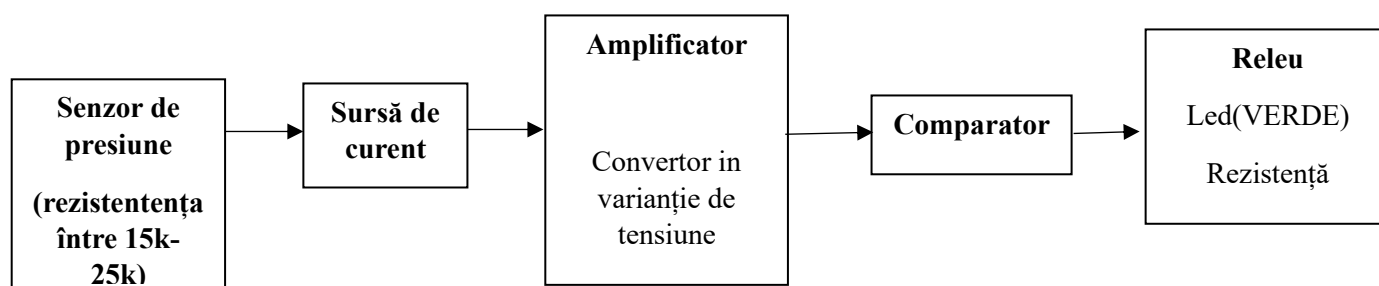 Senzor de
presiune
(rezistentența
între 15k-
25k)
Sursă de
curent
Amplificator
Convertor in
varianție de
tensiune
Comparator
Releu
Led(VERDE)
Rezistență